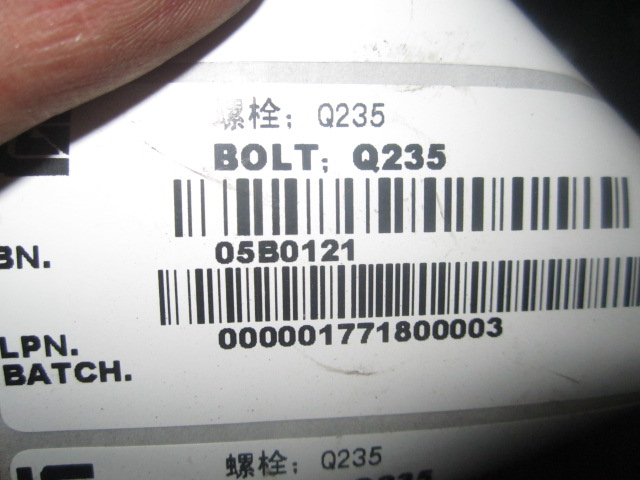 螺栓; Q235
BOLT; Q235
BN. 05B0121
LPN. 000001771800003
BATCH.
螺栓; Q235